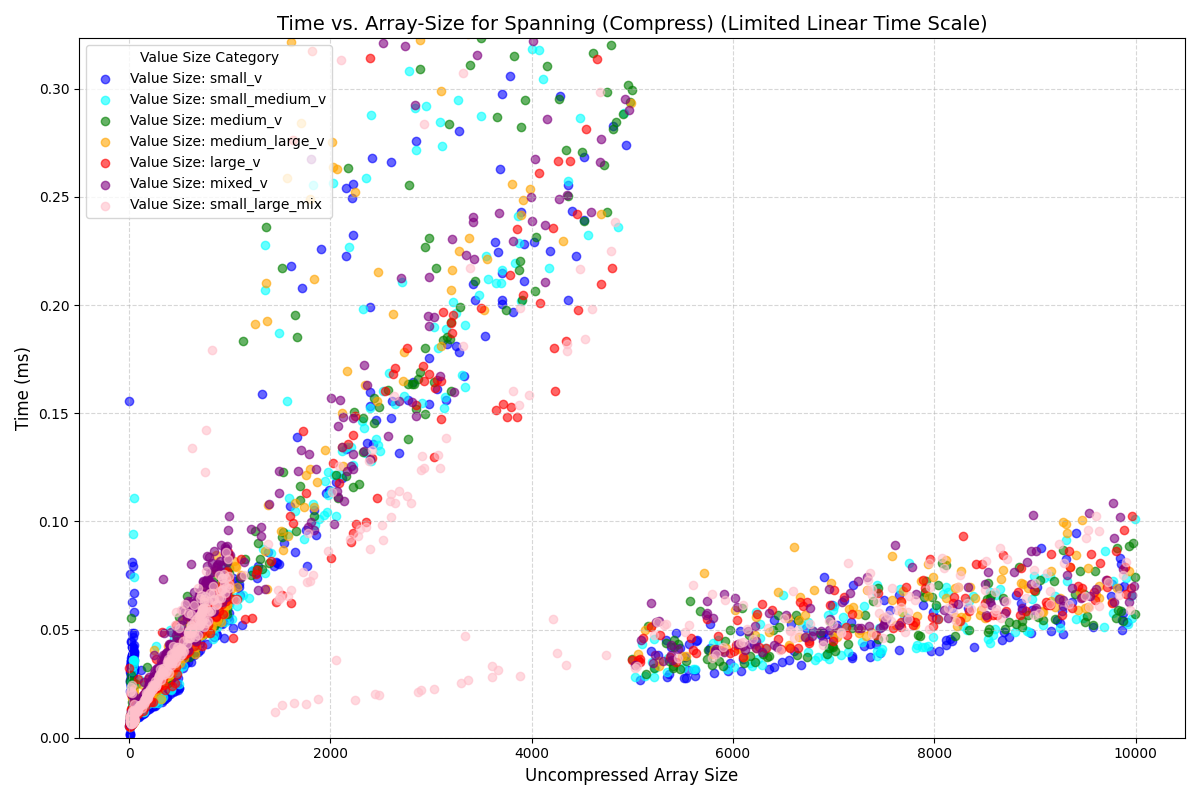 Time vs. Array-Size for Spanning (Compress) (Limited Linear Time Scale)
Value Size Category
Value Size: small_v
Value Size: small_medium_v
Value Size: medium_v
Value Size: medium_large_v
Value Size: large_v
Value Size: mixed_v
Value Size: small_large_mix
Time (ms)
0.30
0.25
0.20
0.15
0.10
0.05
0.00
0 2000 4000 6000 8000 10000
Uncompressed Array Size